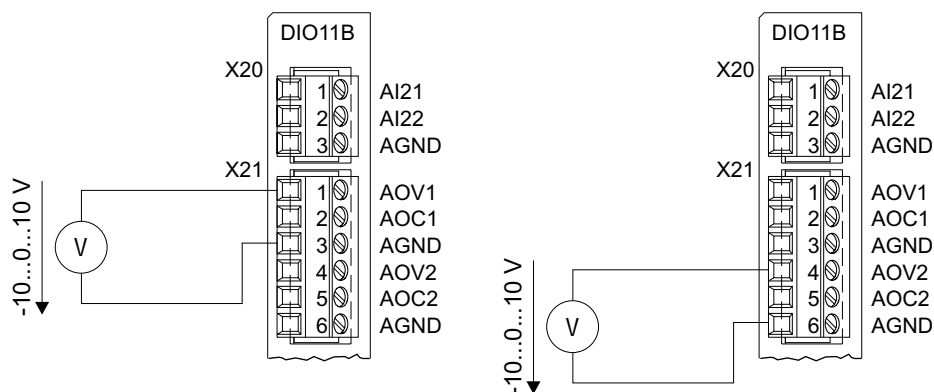 DIO11B
X20
1 AI21
2 AI22
3 AGND
X21
1 AOV1
2 AOC1
3 AGND
4 AOV2
5 AOC2
6 AGND
V
-10...0...10 V
DIO11B
X20
1 AI21
2 AI22
3 AGND
X21
1 AOV1
2 AOC1
3 AGND
4 AOV2
5 AOC2
6 AGND
V
-10...0...10 V